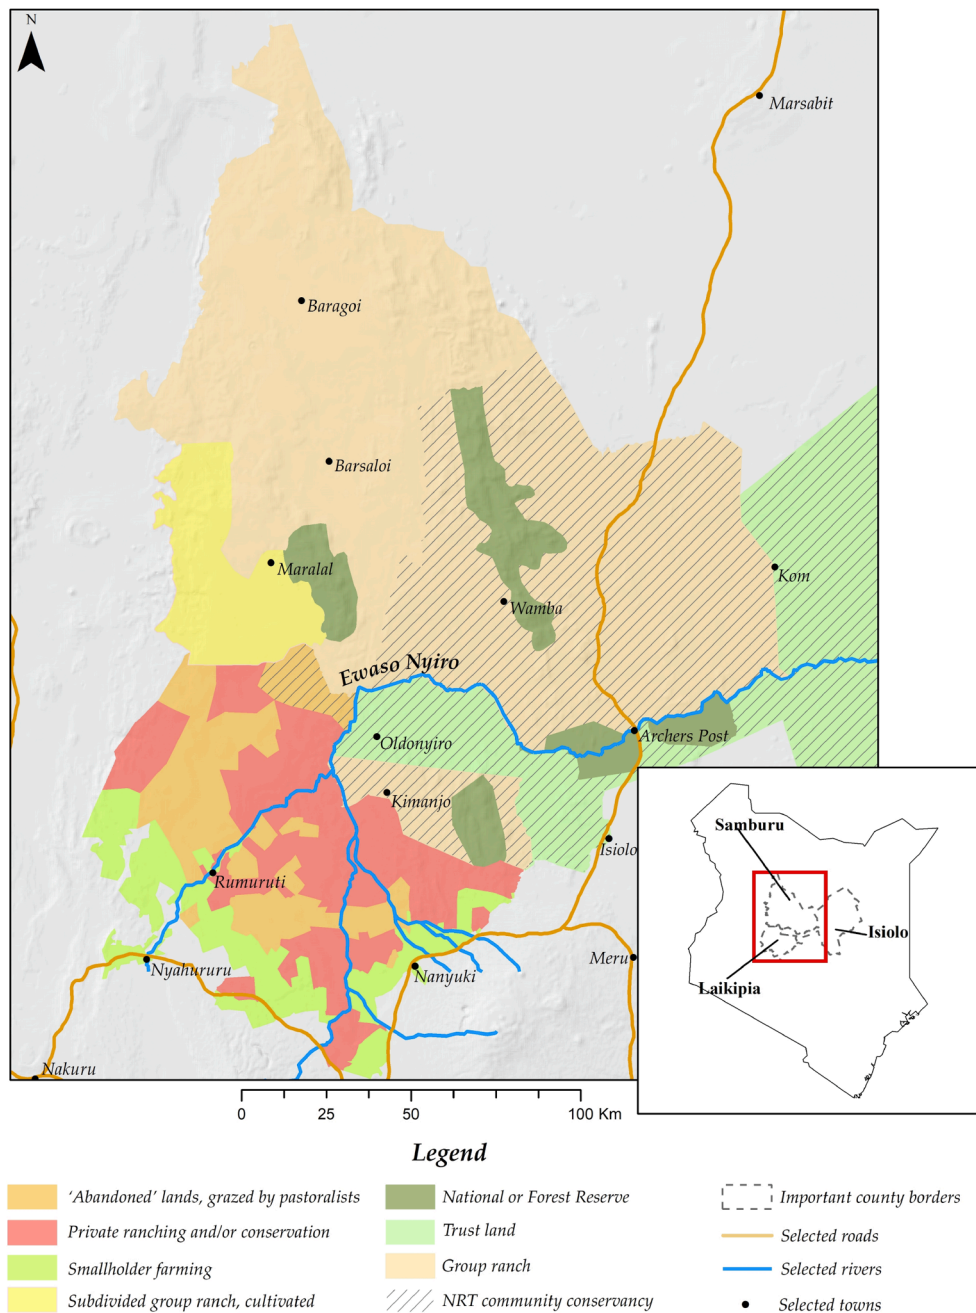 N
Marsabit
Baragoi
Barsaloi
Maralal
Kom
Wamba
Ewaso Nyiro
Oldonyiro
Archers Post
Kimanjo
Isiolo
Rumuruti
Nyahururu
Nanyuki
Meru
Nakuru
Samburu
Isiolo
Laikipia
0 25 50 100 Km
Legend
'Abandoned' lands, grazed by pastoralists
Private ranching and/or conservation
Smallholder farming
Subdivided group ranch, cultivated
National or Forest Reserve
Trust land
Group ranch
NRT community conservancy
Important county borders
Selected roads
Selected rivers
Selected towns